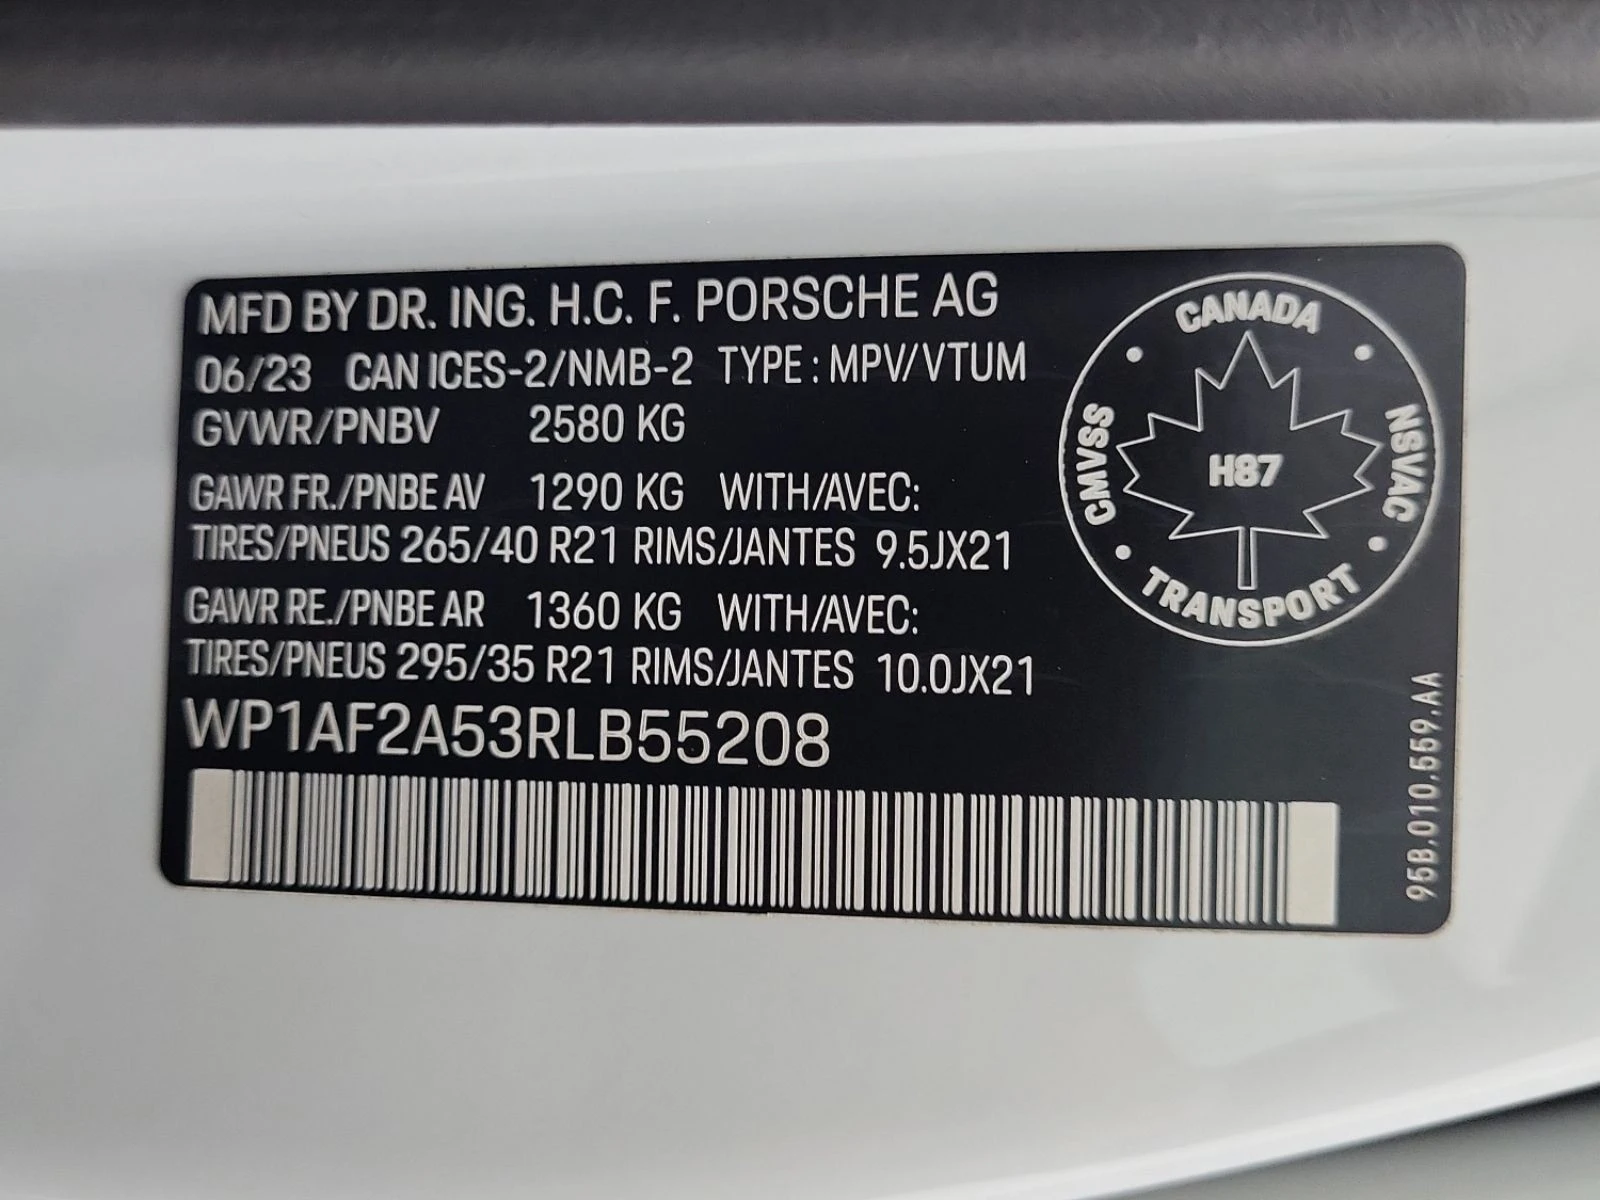 MFD BY DR. ING. H.C. F. PORSCHE AG
06/23 CAN ICES-2/NMB-2 TYPE : MPV/VTUM
GVWR/PNBV 2580 KG
GAWR FR./PNBE AV 1290 KG WITH/AVEC:
TIRES/PNEUS 265/40 R21 RIMS/JANTES 9.5JX21
GAWR RE./PNBE AR 1360 KG WITH/AVEC:
TIRES/PNEUS 295/35 R21 RIMS/JANTES 10.0JX21
WP1AF2A53RLB55208
CANADA
CMVSS
H87
NSVAC
TRANSPORT
95B.010.559.AA